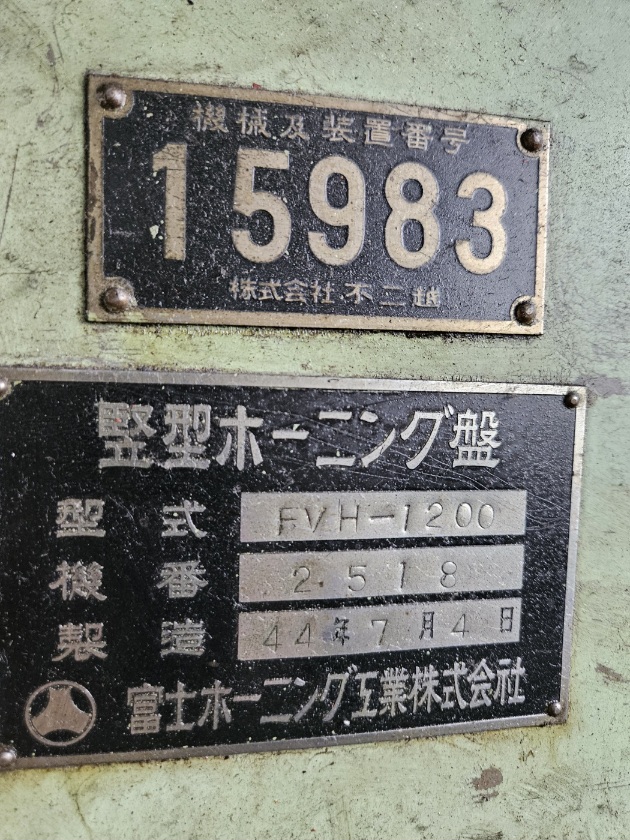 機械及装置番号
15983
株式会社不二越
竪型ホーニング盤
型式 FVH-1200
機番 2518
製造 44年7月4日
富士ホーニング工業株式会社